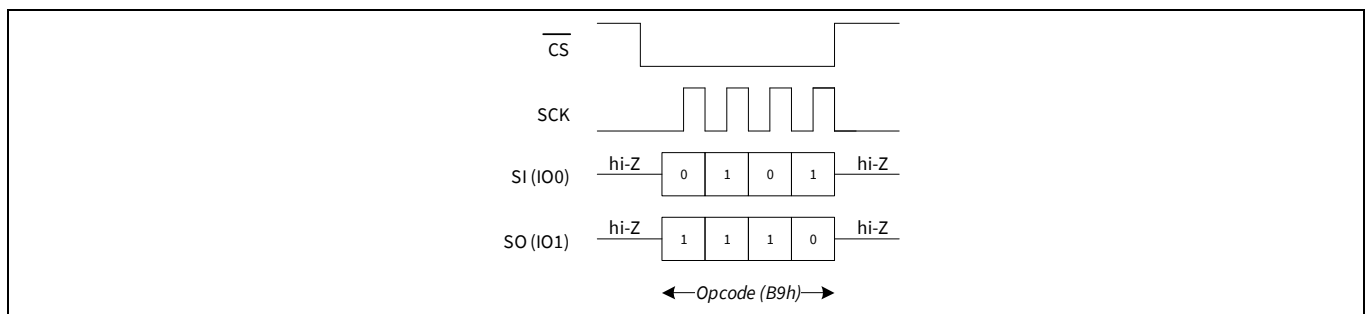 CS
SCK
hi-Z 0 1 0 1 hi-Z
SI (IO0)
hi-Z 1 1 1 0 hi-Z
SO (IO1)
Opcode (B9h)